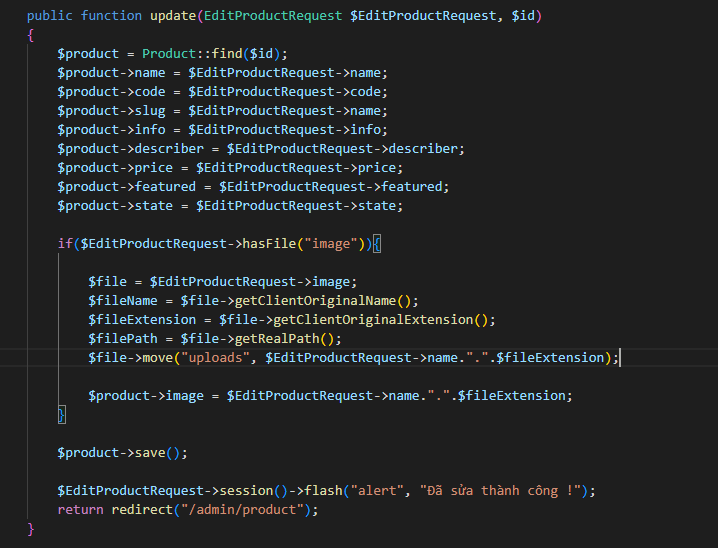 public function update(EditProductRequest $EditProductRequest, $id)
{
$product = Product::find($id);
$product->name = $EditProductRequest->name;
$product->code = $EditProductRequest->code;
$product->slug = $EditProductRequest->name;
$product->info = $EditProductRequest->info;
$product->describer = $EditProductRequest->describer;
$product->price = $EditProductRequest->price;
$product->featured = $EditProductRequest->featured;
$product->state = $EditProductRequest->state;
if($EditProductRequest->hasFile("image")){
$file = $EditProductRequest->image;
$fileName = $file->getClientOriginalName();
$fileExtension = $file->getClientOriginalExtension();
$filePath = $file->getRealPath();
$file->move("uploads", $EditProductRequest->name.".".$fileExtension);
$product->image = $EditProductRequest->name.".".$fileExtension;
}
$product->save();
$EditProductRequest->session()->flash("alert", "Đã sửa thành công !");
return redirect("/admin/product");
}